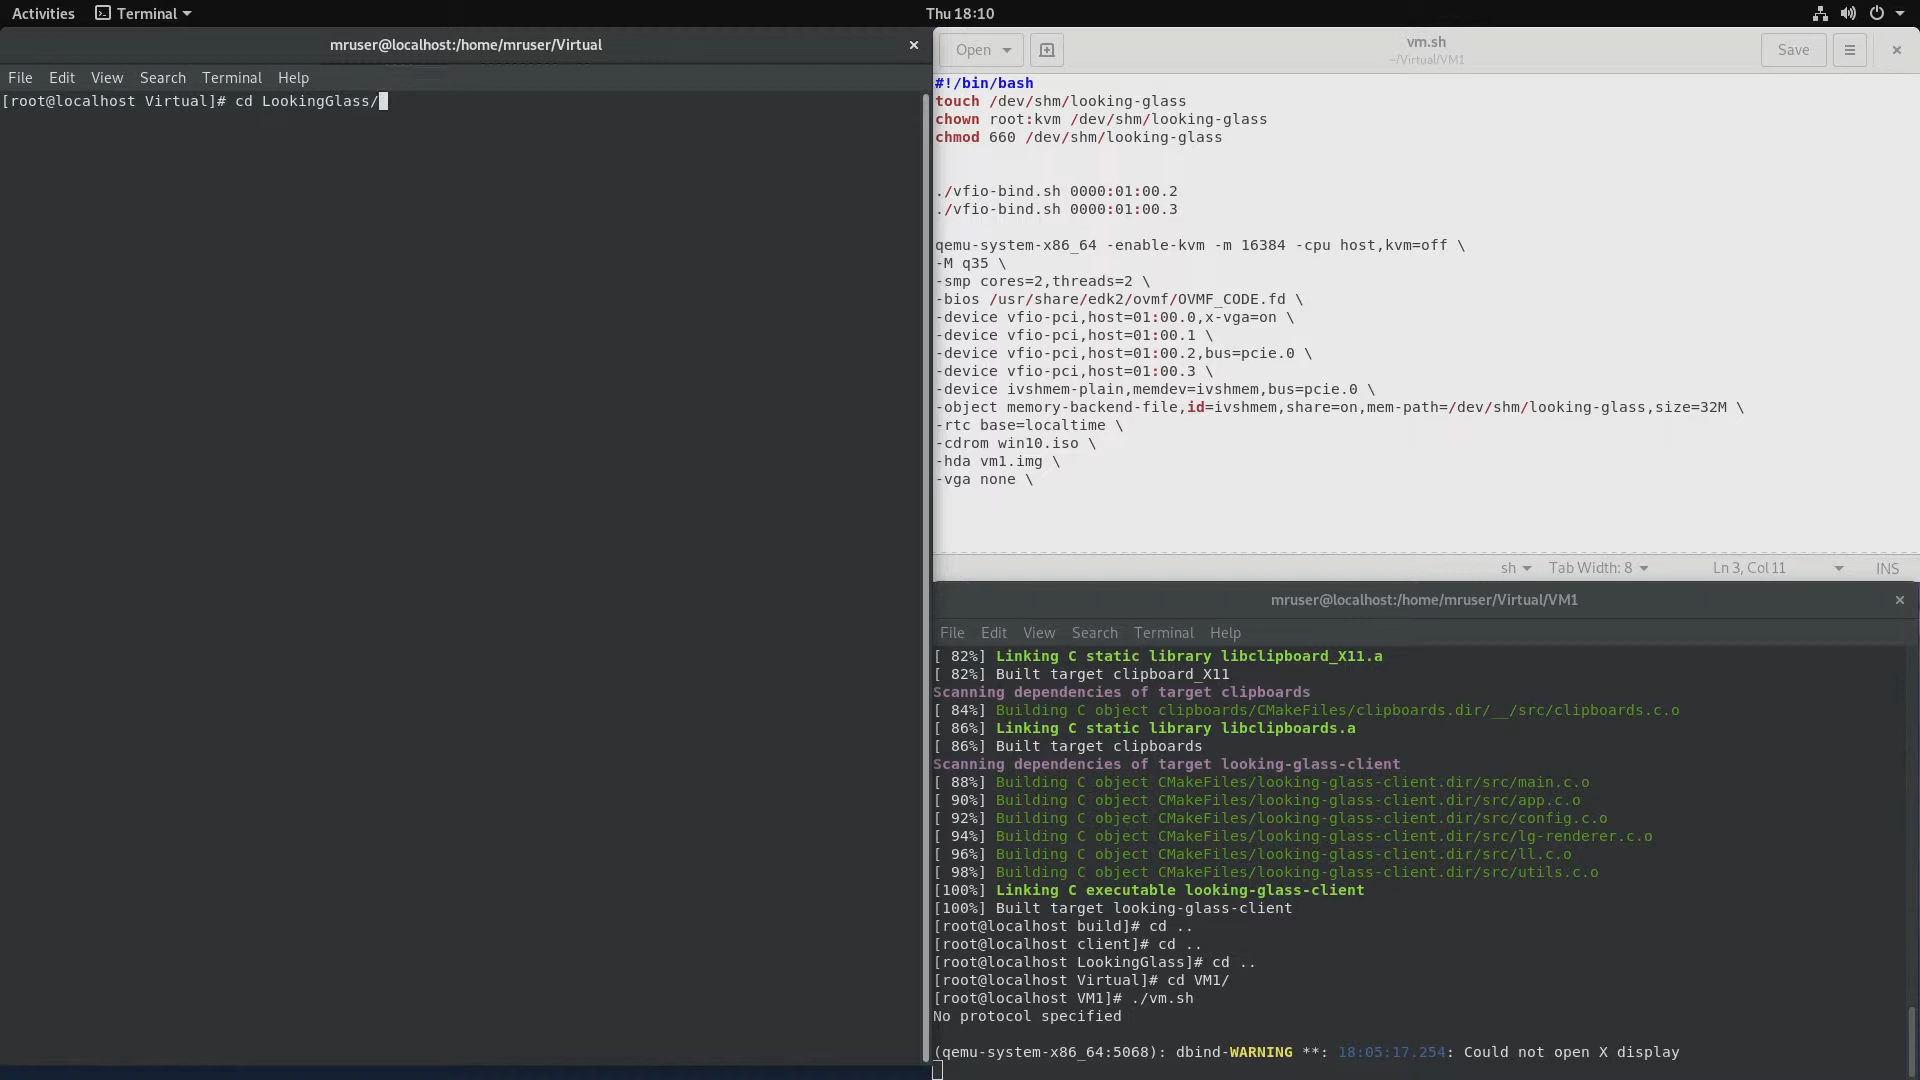 Activities Terminal Thu 18:10
mruser@localhost:/home/mruser/Virtual
File Edit View Search Terminal Help
[root@localhost Virtual]# cd LookingGlass/
Open vm.sh Save
~/Virtual/VM1
#!/bin/bash
touch /dev/shm/looking-glass
chown root:kvm /dev/shm/looking-glass
chmod 660 /dev/shm/looking-glass
./vfio-bind.sh 0000:01:00.2
./vfio-bind.sh 0000:01:00.3
qemu-system-x86_64 -enable-kvm -m 16384 -cpu host,kvm=off \
-M q35 \
-smp cores=2,threads=2 \
-bios /usr/share/edk2/ovmf/OVMF_CODE.fd \
-device vfio-pci,host=01:00.0,x-vga=on \
-device vfio-pci,host=01:00.1 \
-device vfio-pci,host=01:00.2,bus=pcie.0 \
-device vfio-pci,host=01:00.3 \
-device ivshmem-plain,memdev=ivshmem,bus=pcie.0 \
-object memory-backend-file,id=ivshmem,share=on,mem-path=/dev/shm/looking-glass,size=32M \
-rtc base=localtime \
-cdrom win10.iso \
-hda vm1.img \
-vga none \
sh Tab Width: 8 Ln 3, Col 11 INS
mruser@localhost:/home/mruser/Virtual/VM1
File Edit View Search Terminal Help
[ 82%] Linking C static library libclipboard_X11.a
[ 82%] Built target clipboard_X11
Scanning dependencies of target clipboards
[ 84%] Building C object clipboards/CMakeFiles/clipboards.dir/__/src/clipboards.c.o
[ 86%] Linking C static library libclipboards.a
[ 86%] Built target clipboards
Scanning dependencies of target looking-glass-client
[ 88%] Building C object CMakeFiles/looking-glass-client.dir/src/main.c.o
[ 90%] Building C object CMakeFiles/looking-glass-client.dir/src/app.c.o
[ 92%] Building C object CMakeFiles/looking-glass-client.dir/src/config.c.o
[ 94%] Building C object CMakeFiles/looking-glass-client.dir/src/lg-renderer.c.o
[ 96%] Building C object CMakeFiles/looking-glass-client.dir/src/ll.c.o
[ 98%] Building C object CMakeFiles/looking-glass-client.dir/src/utils.c.o
[100%] Linking C executable looking-glass-client
[100%] Built target looking-glass-client
[root@localhost build]# cd ..
[root@localhost client]# cd ..
[root@localhost LookingGlass]# cd ..
[root@localhost Virtual]# cd VM1/
[root@localhost VM1]# ./vm.sh
No protocol specified
(qemu-system-x86_64:5068): dbind-WARNING **: 18:05:17.254: Could not open X display